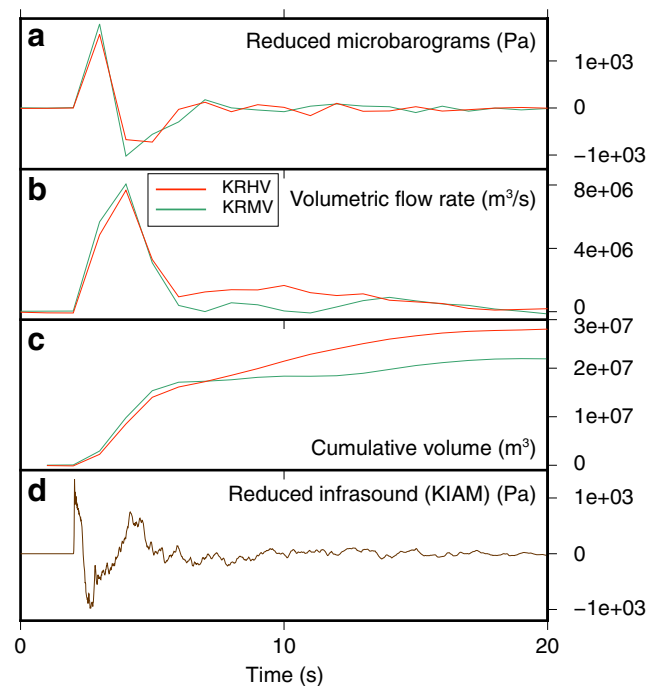 a
Reduced microbarograms (Pa)
1e+03
0
−1e+03
b
KRHV
KRMV
Volumetric flow rate (m³/s)
8e+06
4e+06
0
c
3e+07
2e+07
1e+07
0
Cumulative volume (m³)
d
Reduced infrasound (KIAM) (Pa)
1e+03
0
−1e+03
0 10 20
Time (s)